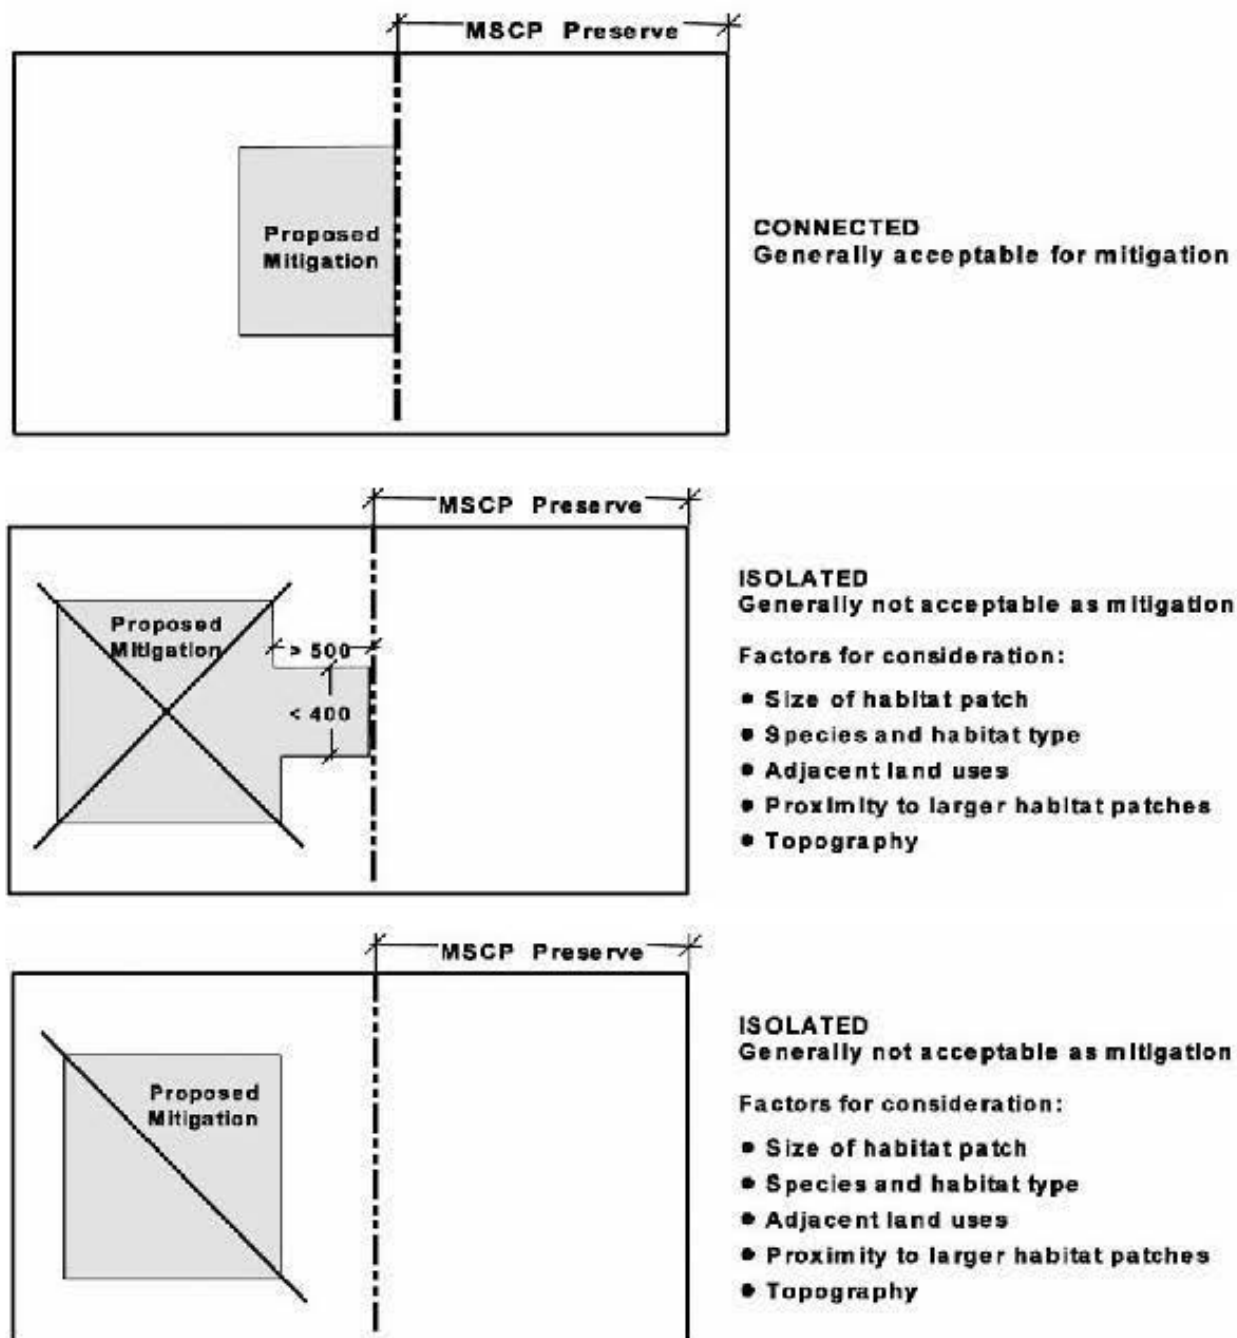 MSCP Preserve
Proposed
Mitigation
CONNECTED
Generally acceptable for mitigation
MSCP Preserve
Proposed
Mitigation
> 500
< 400
ISOLATED
Generally not acceptable as mitigation
Factors for consideration:
• Size of habitat patch
• Species and habitat type
• Adjacent land uses
• Proximity to larger habitat patches
• Topography
MSCP Preserve
Proposed
Mitigation
ISOLATED
Generally not acceptable as mitigation
Factors for consideration:
• Size of habitat patch
• Species and habitat type
• Adjacent land uses
• Proximity to larger habitat patches
• Topography